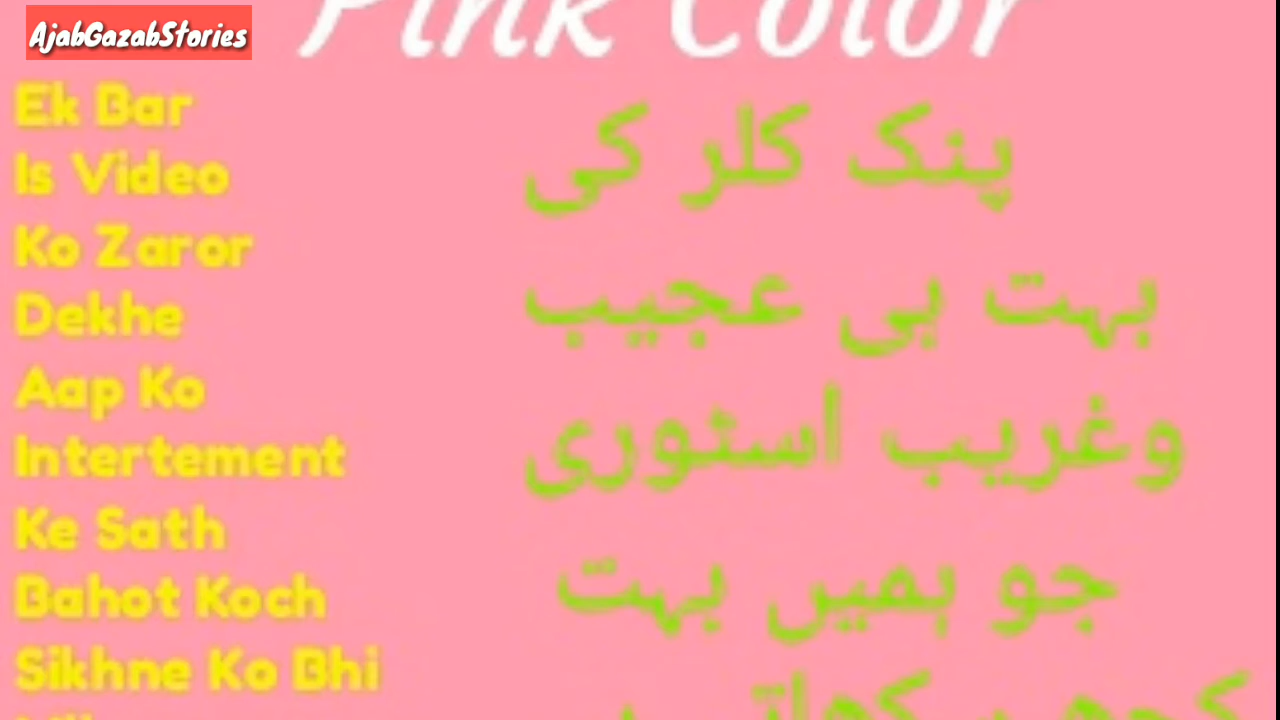 AjabGazabStories
Pink Color
Ek Bar
Is Video
Ko Zaror
Dekhe
Aap Ko
Intertement
Ke Sath
Bahot Koch
Sikhne Ko Bhi
پنک کلر کی
بہت ہی عجیب
وغریب اسٹوری
جو ہمیں بہت